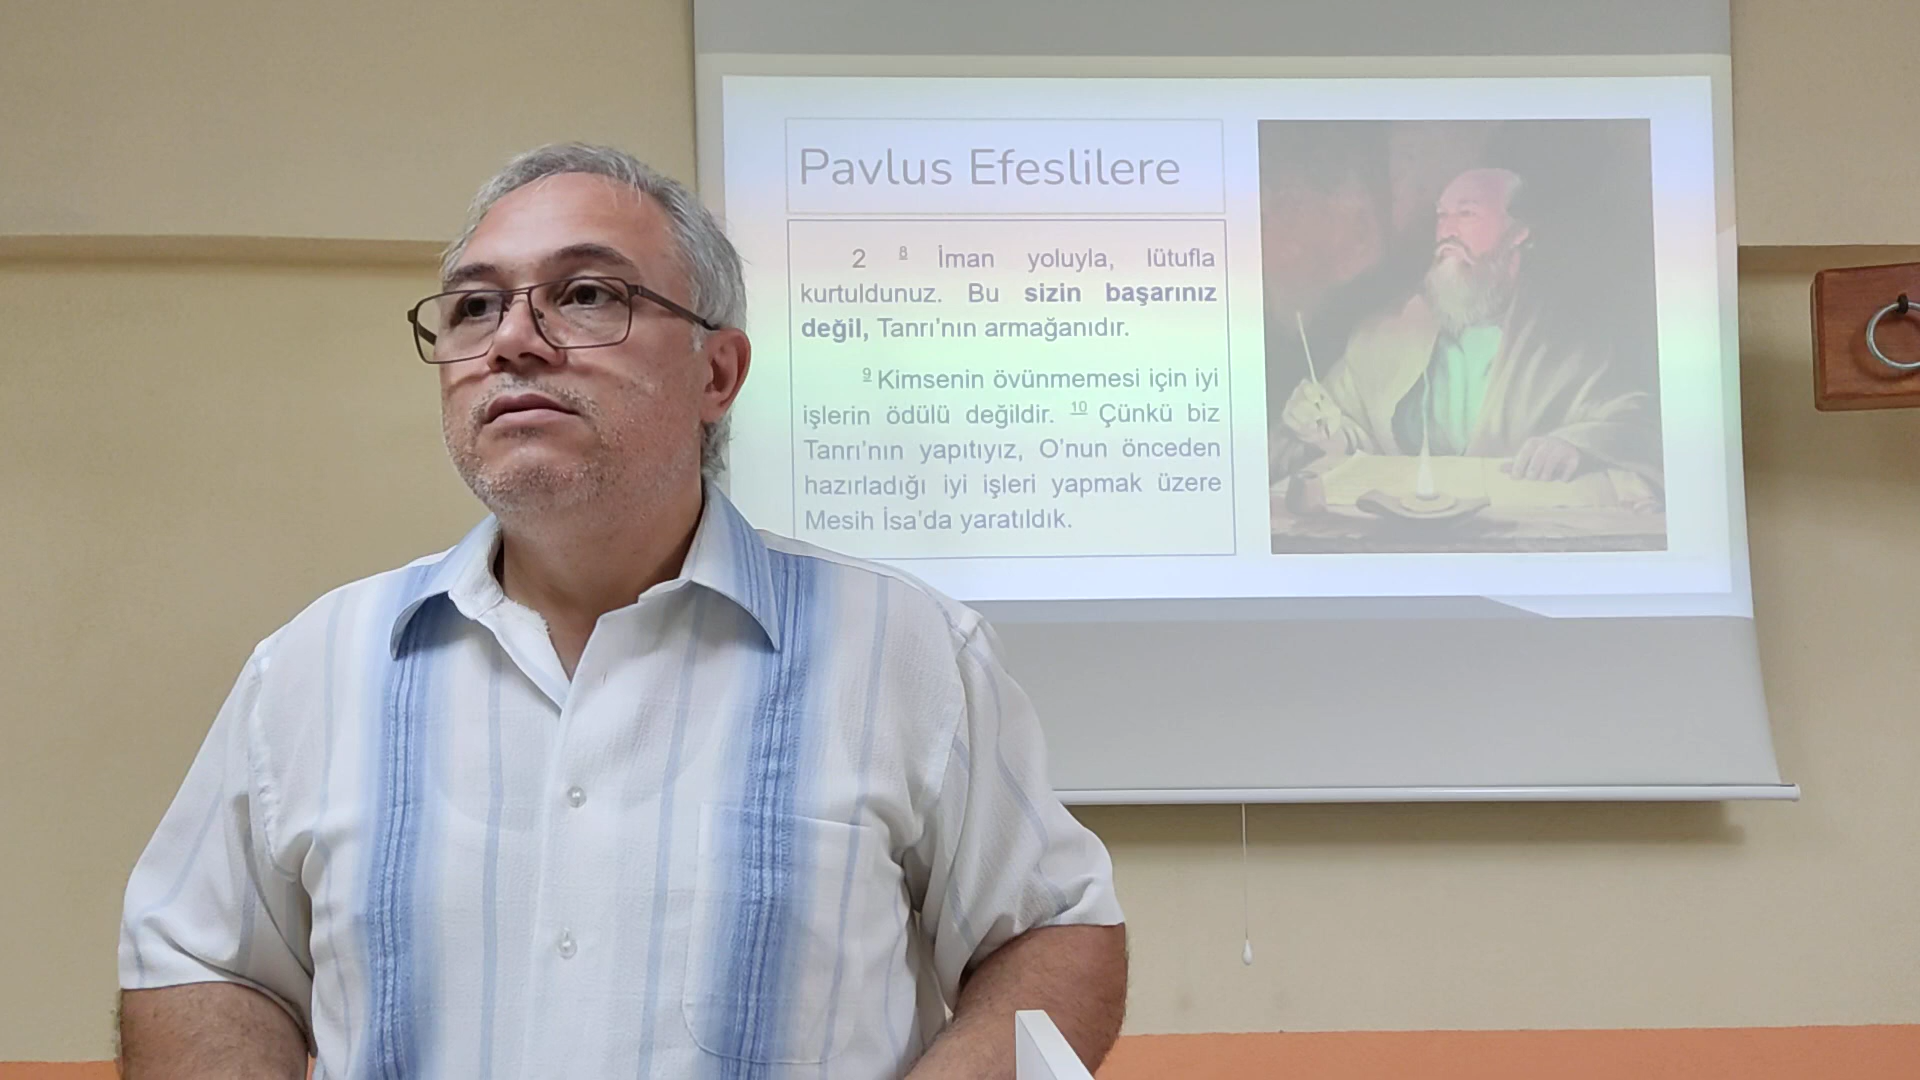 Pavlus Efeslilere
2 8 İman yoluyla, lütufla
kurtuldunuz. Bu sizin başarınız
değil, Tanrı’nın armağanıdır.
9 Kimsenin övünmemesi için iyi
işlerin ödülü değildir. 10 Çünkü biz
Tanrı’nın yapıtıyız, O’nun önceden
hazırladığı iyi işleri yapmak üzere
Mesih İsa’da yaratıldık.